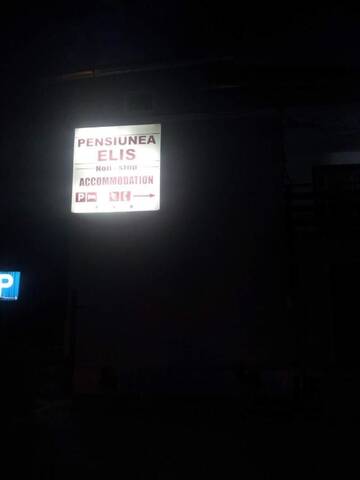 PENSIUNEA
ELIS
Non-stop
ACCOMMODATION
P
P